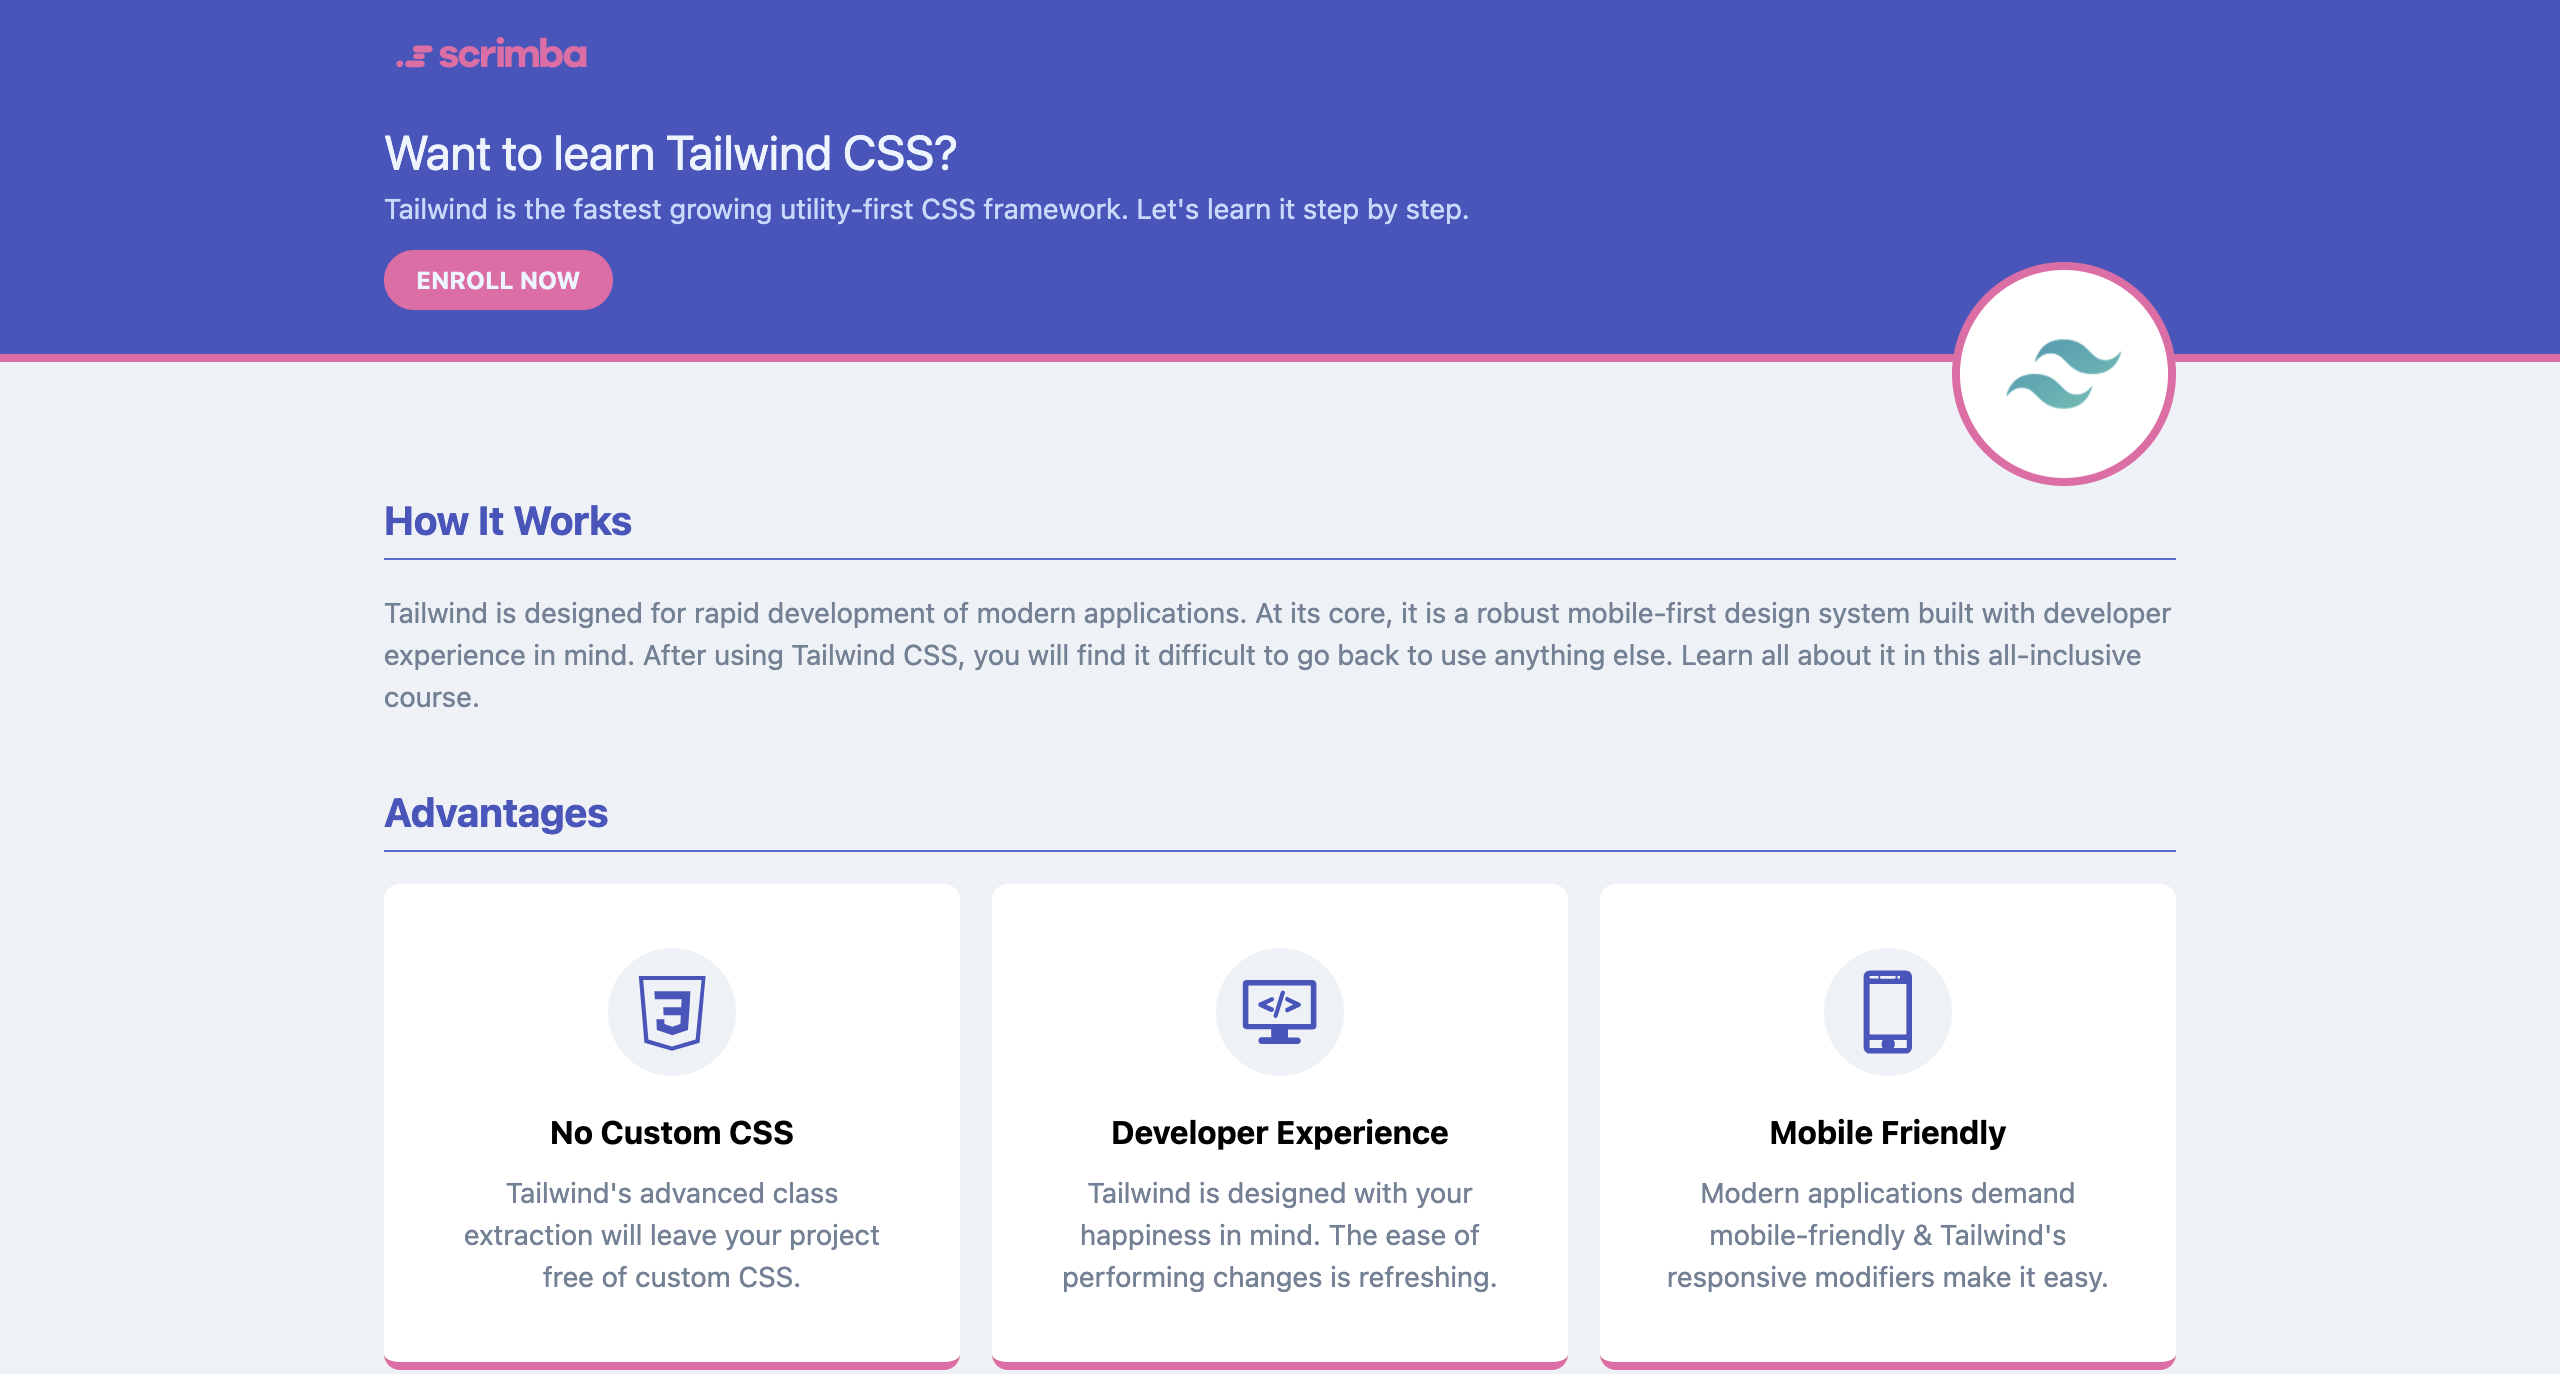 scrimba
Want to learn Tailwind CSS?
Tailwind is the fastest growing utility-first CSS framework. Let's learn it step by step.
ENROLL NOW
How It Works
Tailwind is designed for rapid development of modern applications. At its core, it is a robust mobile-first design system built with developer
experience in mind. After using Tailwind CSS, you will find it difficult to go back to use anything else. Learn all about it in this all-inclusive
course.
Advantages
3
No Custom CSS
Tailwind's advanced class
extraction will leave your project
free of custom CSS.
</>
Developer Experience
Tailwind is designed with your
happiness in mind. The ease of
performing changes is refreshing.
Mobile Friendly
Modern applications demand
mobile-friendly & Tailwind's
responsive modifiers make it easy.